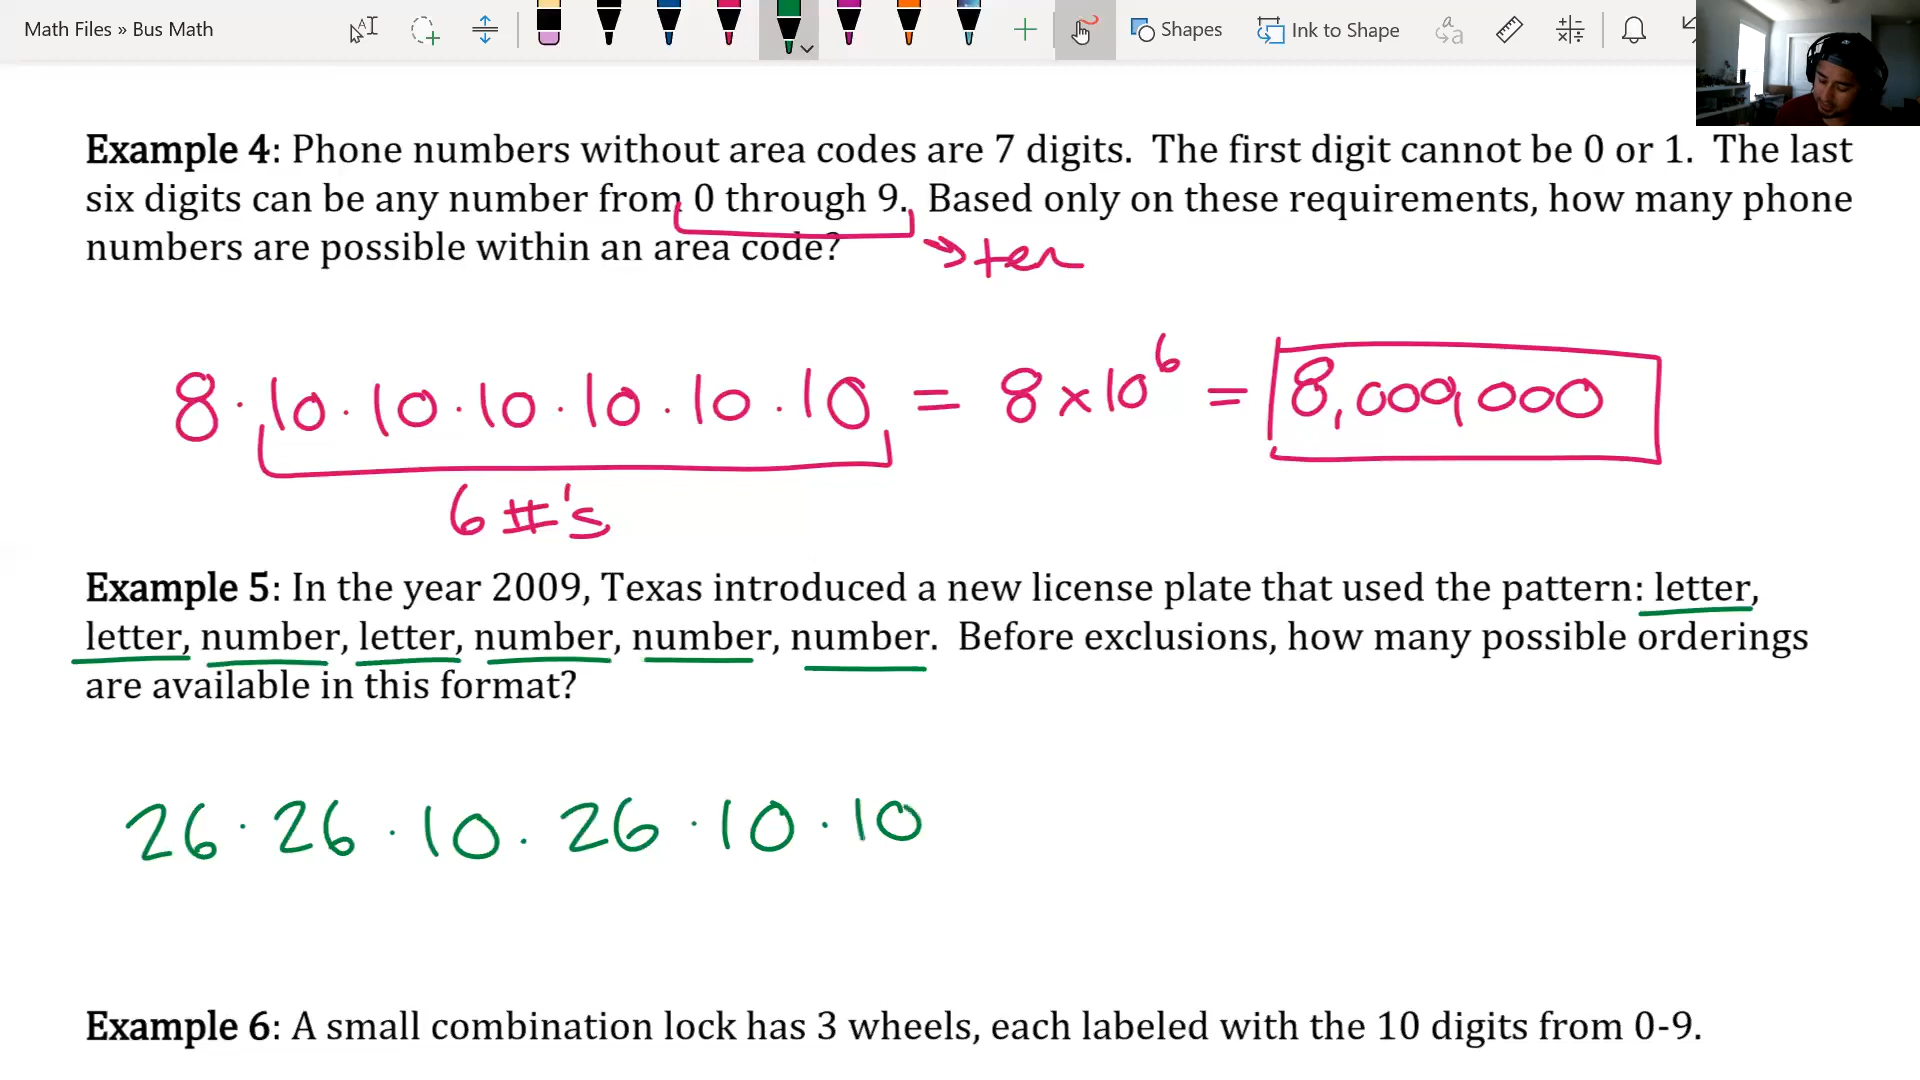 Math Files » Bus Math
Shapes
Ink to Shape
Example 4: Phone numbers without area codes are 7 digits. The first digit cannot be 0 or 1. The last
six digits can be any number from 0 through 9. Based only on these requirements, how many phone
numbers are possible within an area code?
→ ten
8 · 10 · 10 · 10 · 10 · 10 · 10 = 8 × 10^6 = 8,000,000
6 #'s
Example 5: In the year 2009, Texas introduced a new license plate that used the pattern: letter,
letter, number, letter, number, number, number. Before exclusions, how many possible orderings
are available in this format?
26 · 26 · 10 · 26 · 10 · 10
Example 6: A small combination lock has 3 wheels, each labeled with the 10 digits from 0-9.